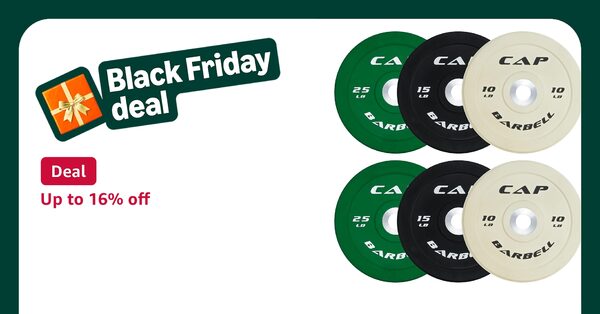 Black Friday
deal
Deal
Up to 16% off
CAP
25
LB
BARBELL
CAP
15
LB
BARBELL
CAP
10 10
LB LB
BARBELL
CAP
25
LB
BARBELL
CAP
15
LB
BARBELL
CAP
10 10
LB LB
BARBELL